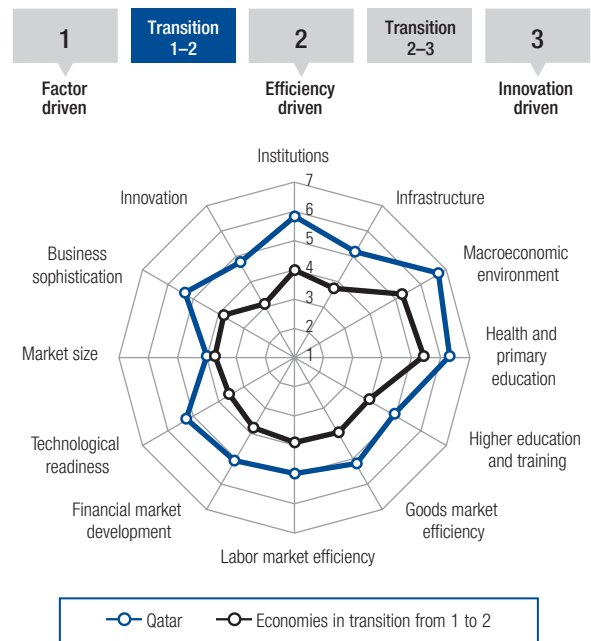 1
Transition
1–2
2
Transition
2–3
3
Factor
driven
Efficiency
driven
Innovation
driven
Institutions
Innovation
Infrastructure
Business
sophistication
Macroeconomic
environment
Market size
Health and
primary
education
Technological
readiness
Higher education
and training
Financial market
development
Goods market
efficiency
Labor market efficiency
7
6
5
4
3
2
1
Qatar
Economies in transition from 1 to 2